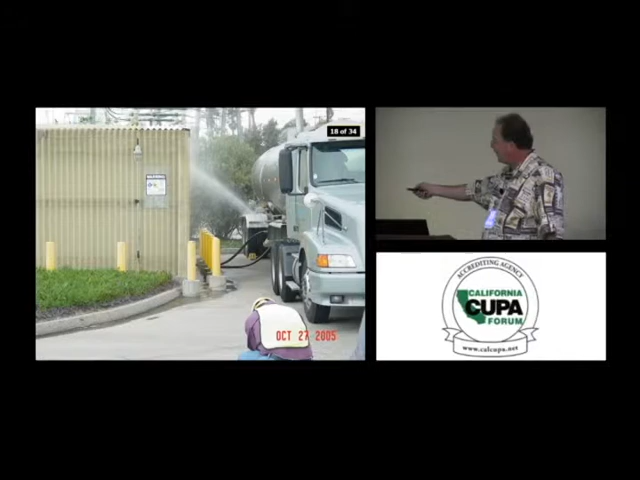 18 of 34
OCT 27 2005
ACCREDITING AGENCY
CALIFORNIA
CUPA
FORUM
www.calcupa.net